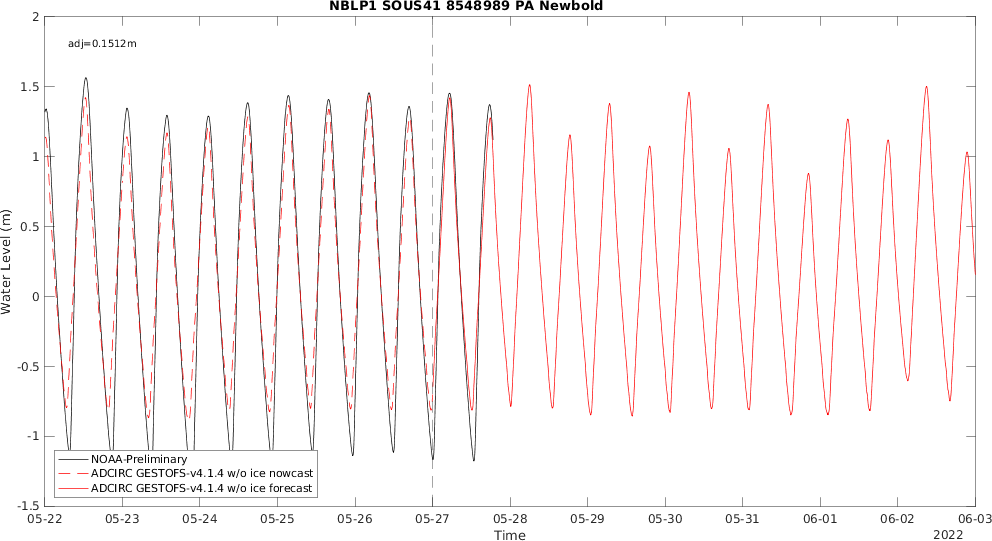 NBLP1 SOUS41 8548989 PA Newbold
adj=0.1512m
2
1.5
1
0.5
0
-0.5
-1
-1.5
Water Level (m)
NOAA-Preliminary
ADCIRC GESTOFS-v4.1.4 w/o ice nowcast
ADCIRC GESTOFS-v4.1.4 w/o ice forecast
05-22 05-23 05-24 05-25 05-26 05-27 05-28 05-29 05-30 05-31 06-01 06-02 06-03
Time
2022